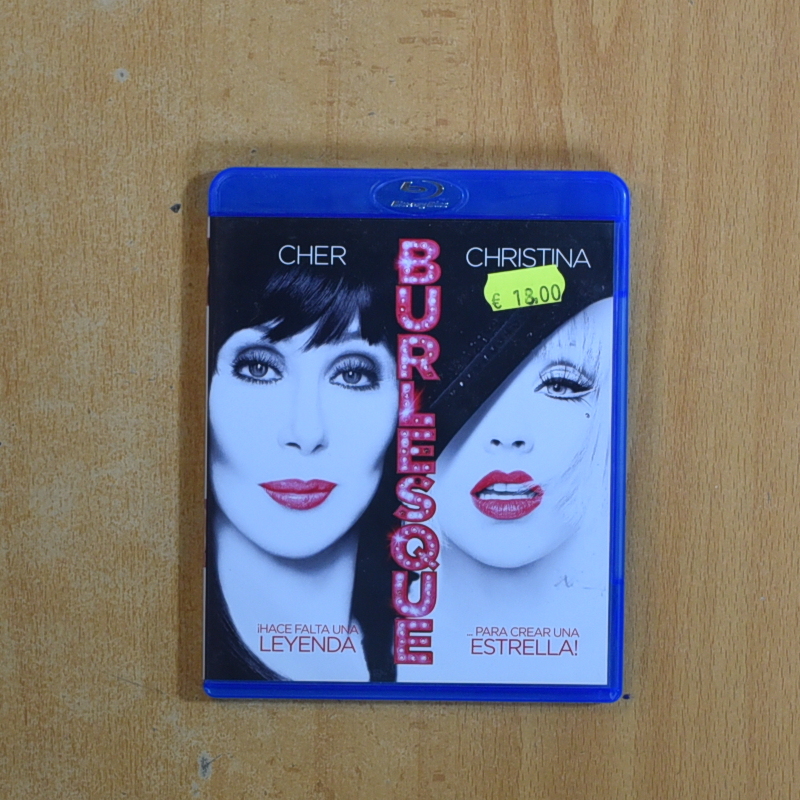 CHER
CHRISTINA
€ 18,00
BURLESQUE
¡HACE FALTA UNA
LEYENDA
... PARA CREAR UNA
ESTRELLA!